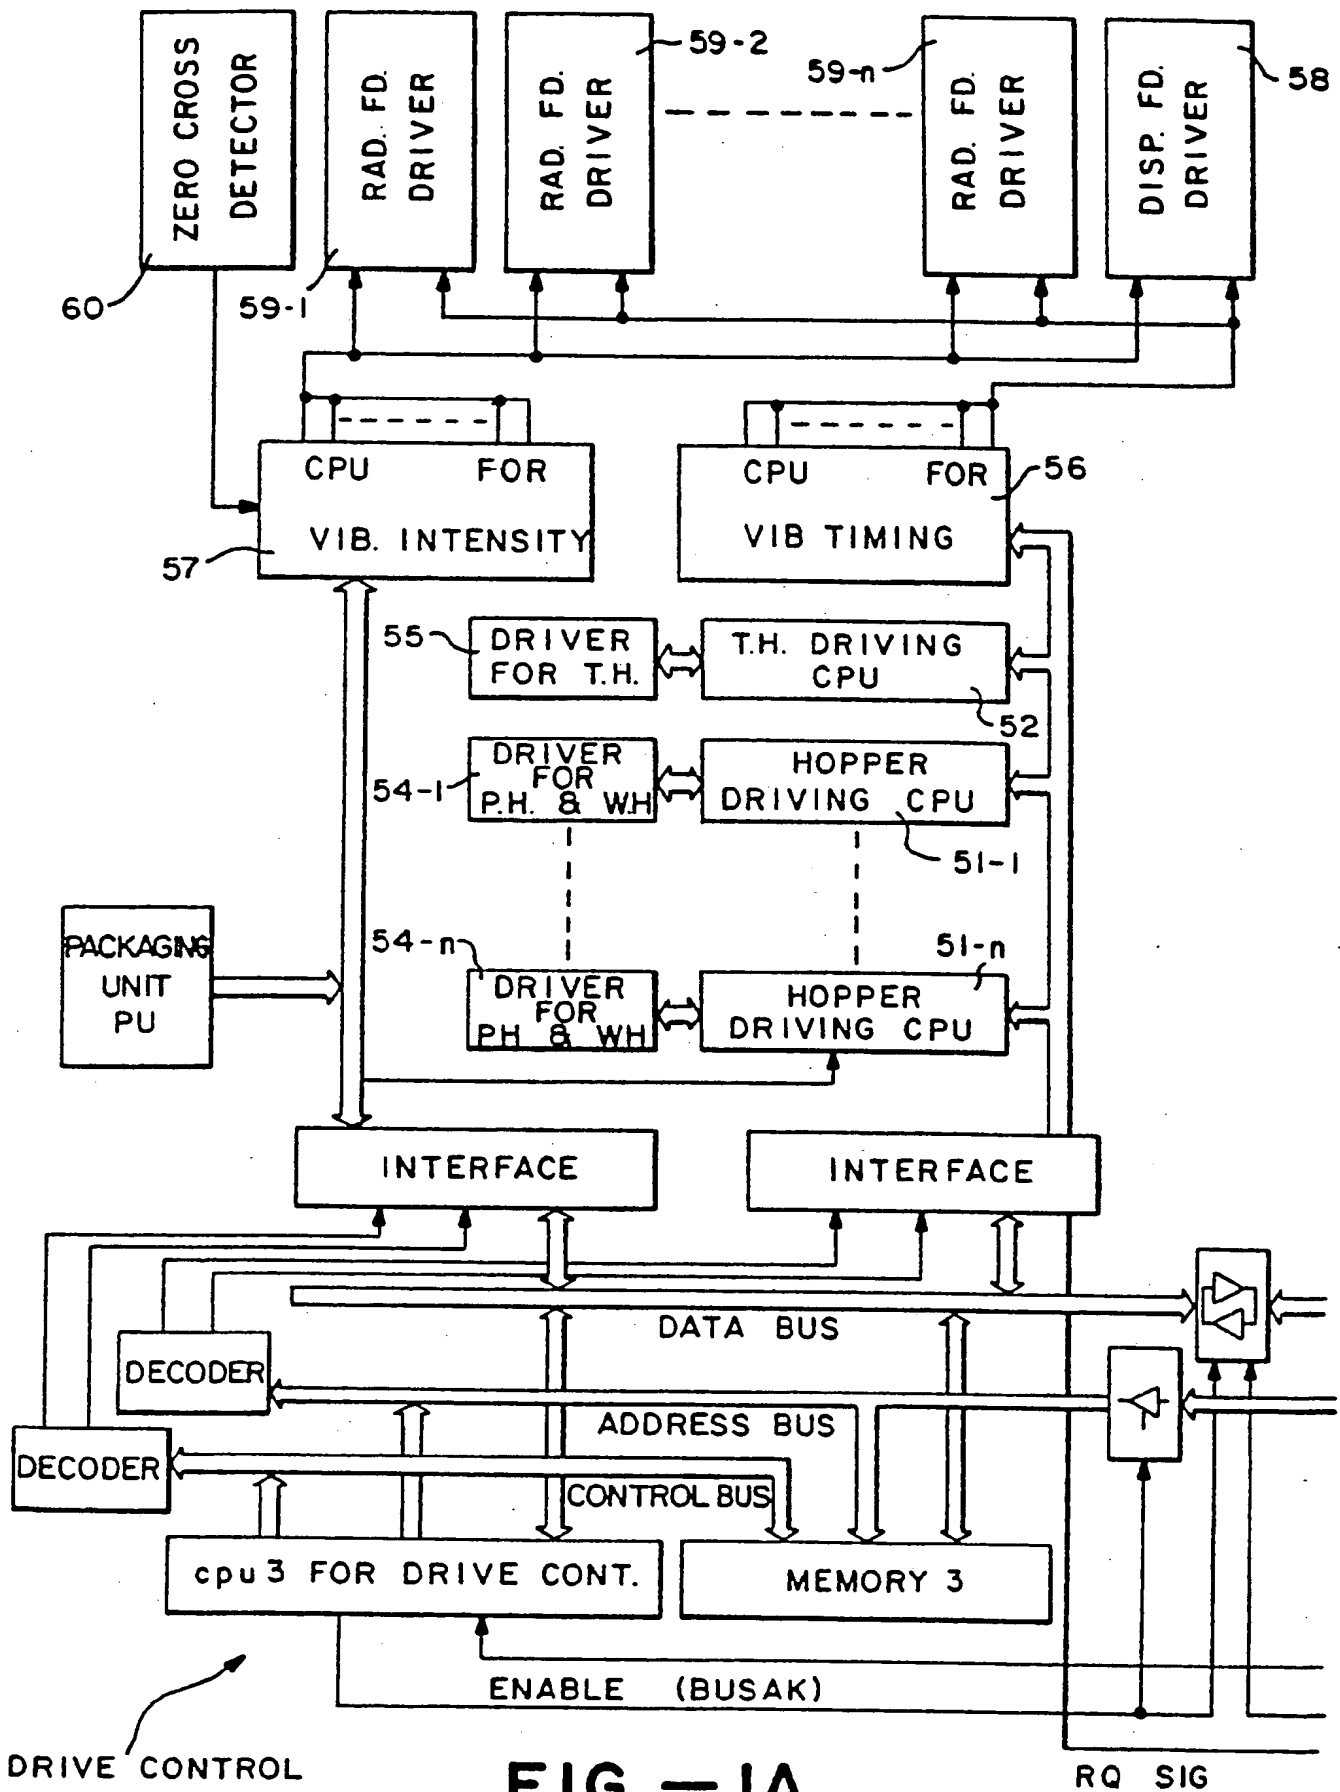 ZERO CROSS
DETECTOR
RAD. FD.
DRIVER
RAD. FD.
DRIVER
59-2
59-n
RAD. FD.
DRIVER
DISP. FD.
DRIVER
58
60
59-1
CPU FOR
VIB. INTENSITY
57
CPU FOR
VIB TIMING
56
55
DRIVER
FOR T.H.
T.H. DRIVING
CPU
52
54-1
DRIVER
FOR
P.H. & W.H
HOPPER
DRIVING CPU
51-1
PACKAGING
UNIT
PU
54-n
DRIVER
FOR
PH & WH
51-n
HOPPER
DRIVING CPU
INTERFACE
INTERFACE
DATA BUS
DECODER
ADDRESS BUS
DECODER
CONTROL BUS
cpu 3 FOR DRIVE CONT.
MEMORY 3
ENABLE (BUSAK)
DRIVE CONTROL
RQ SIG
FIG — 1A